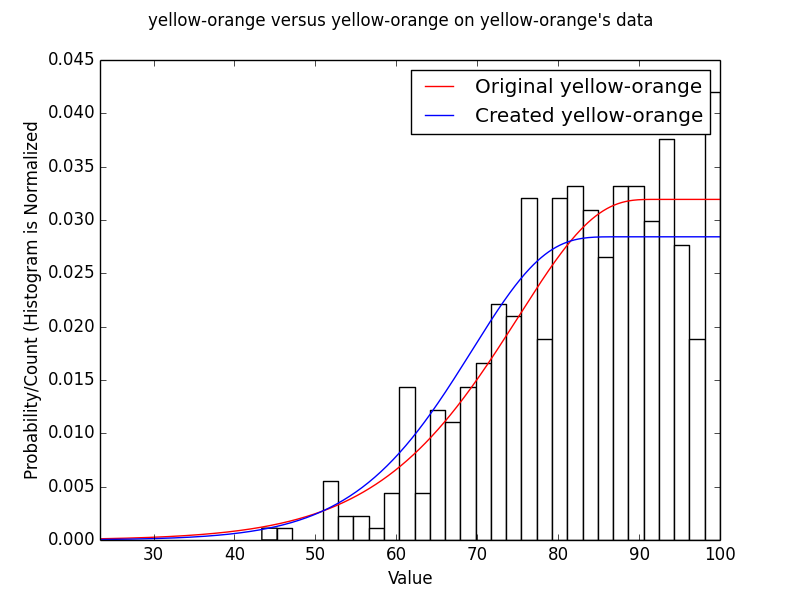 yellow-orange versus yellow-orange on yellow-orange's data
Probability/Count (Histogram is Normalized
0.045
0.040
0.035
0.030
0.025
0.020
0.015
0.010
0.005
0.000
Original yellow-orange
Created yellow-orange
30 40 50 60 70 80 90 100
Value